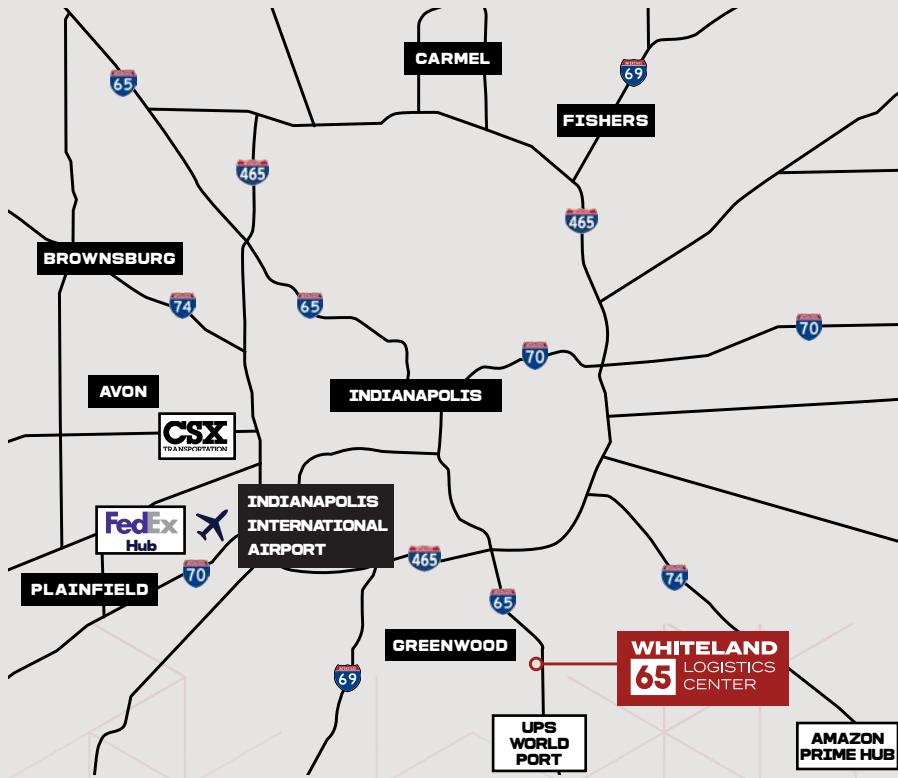 CARMEL
69
65
FISHERS
465
465
BROWNSBURG
74
65
70
70
AVON
INDIANAPOLIS
CSX
TRANSPORTATION
INDIANAPOLIS
INTERNATIONAL
AIRPORT
FedEx
Hub
465
70
PLAINFIELD
65
74
GREENWOOD
WHITELAND
65 LOGISTICS
CENTER
69
UPS
WORLD
PORT
AMAZON
PRIME HUB